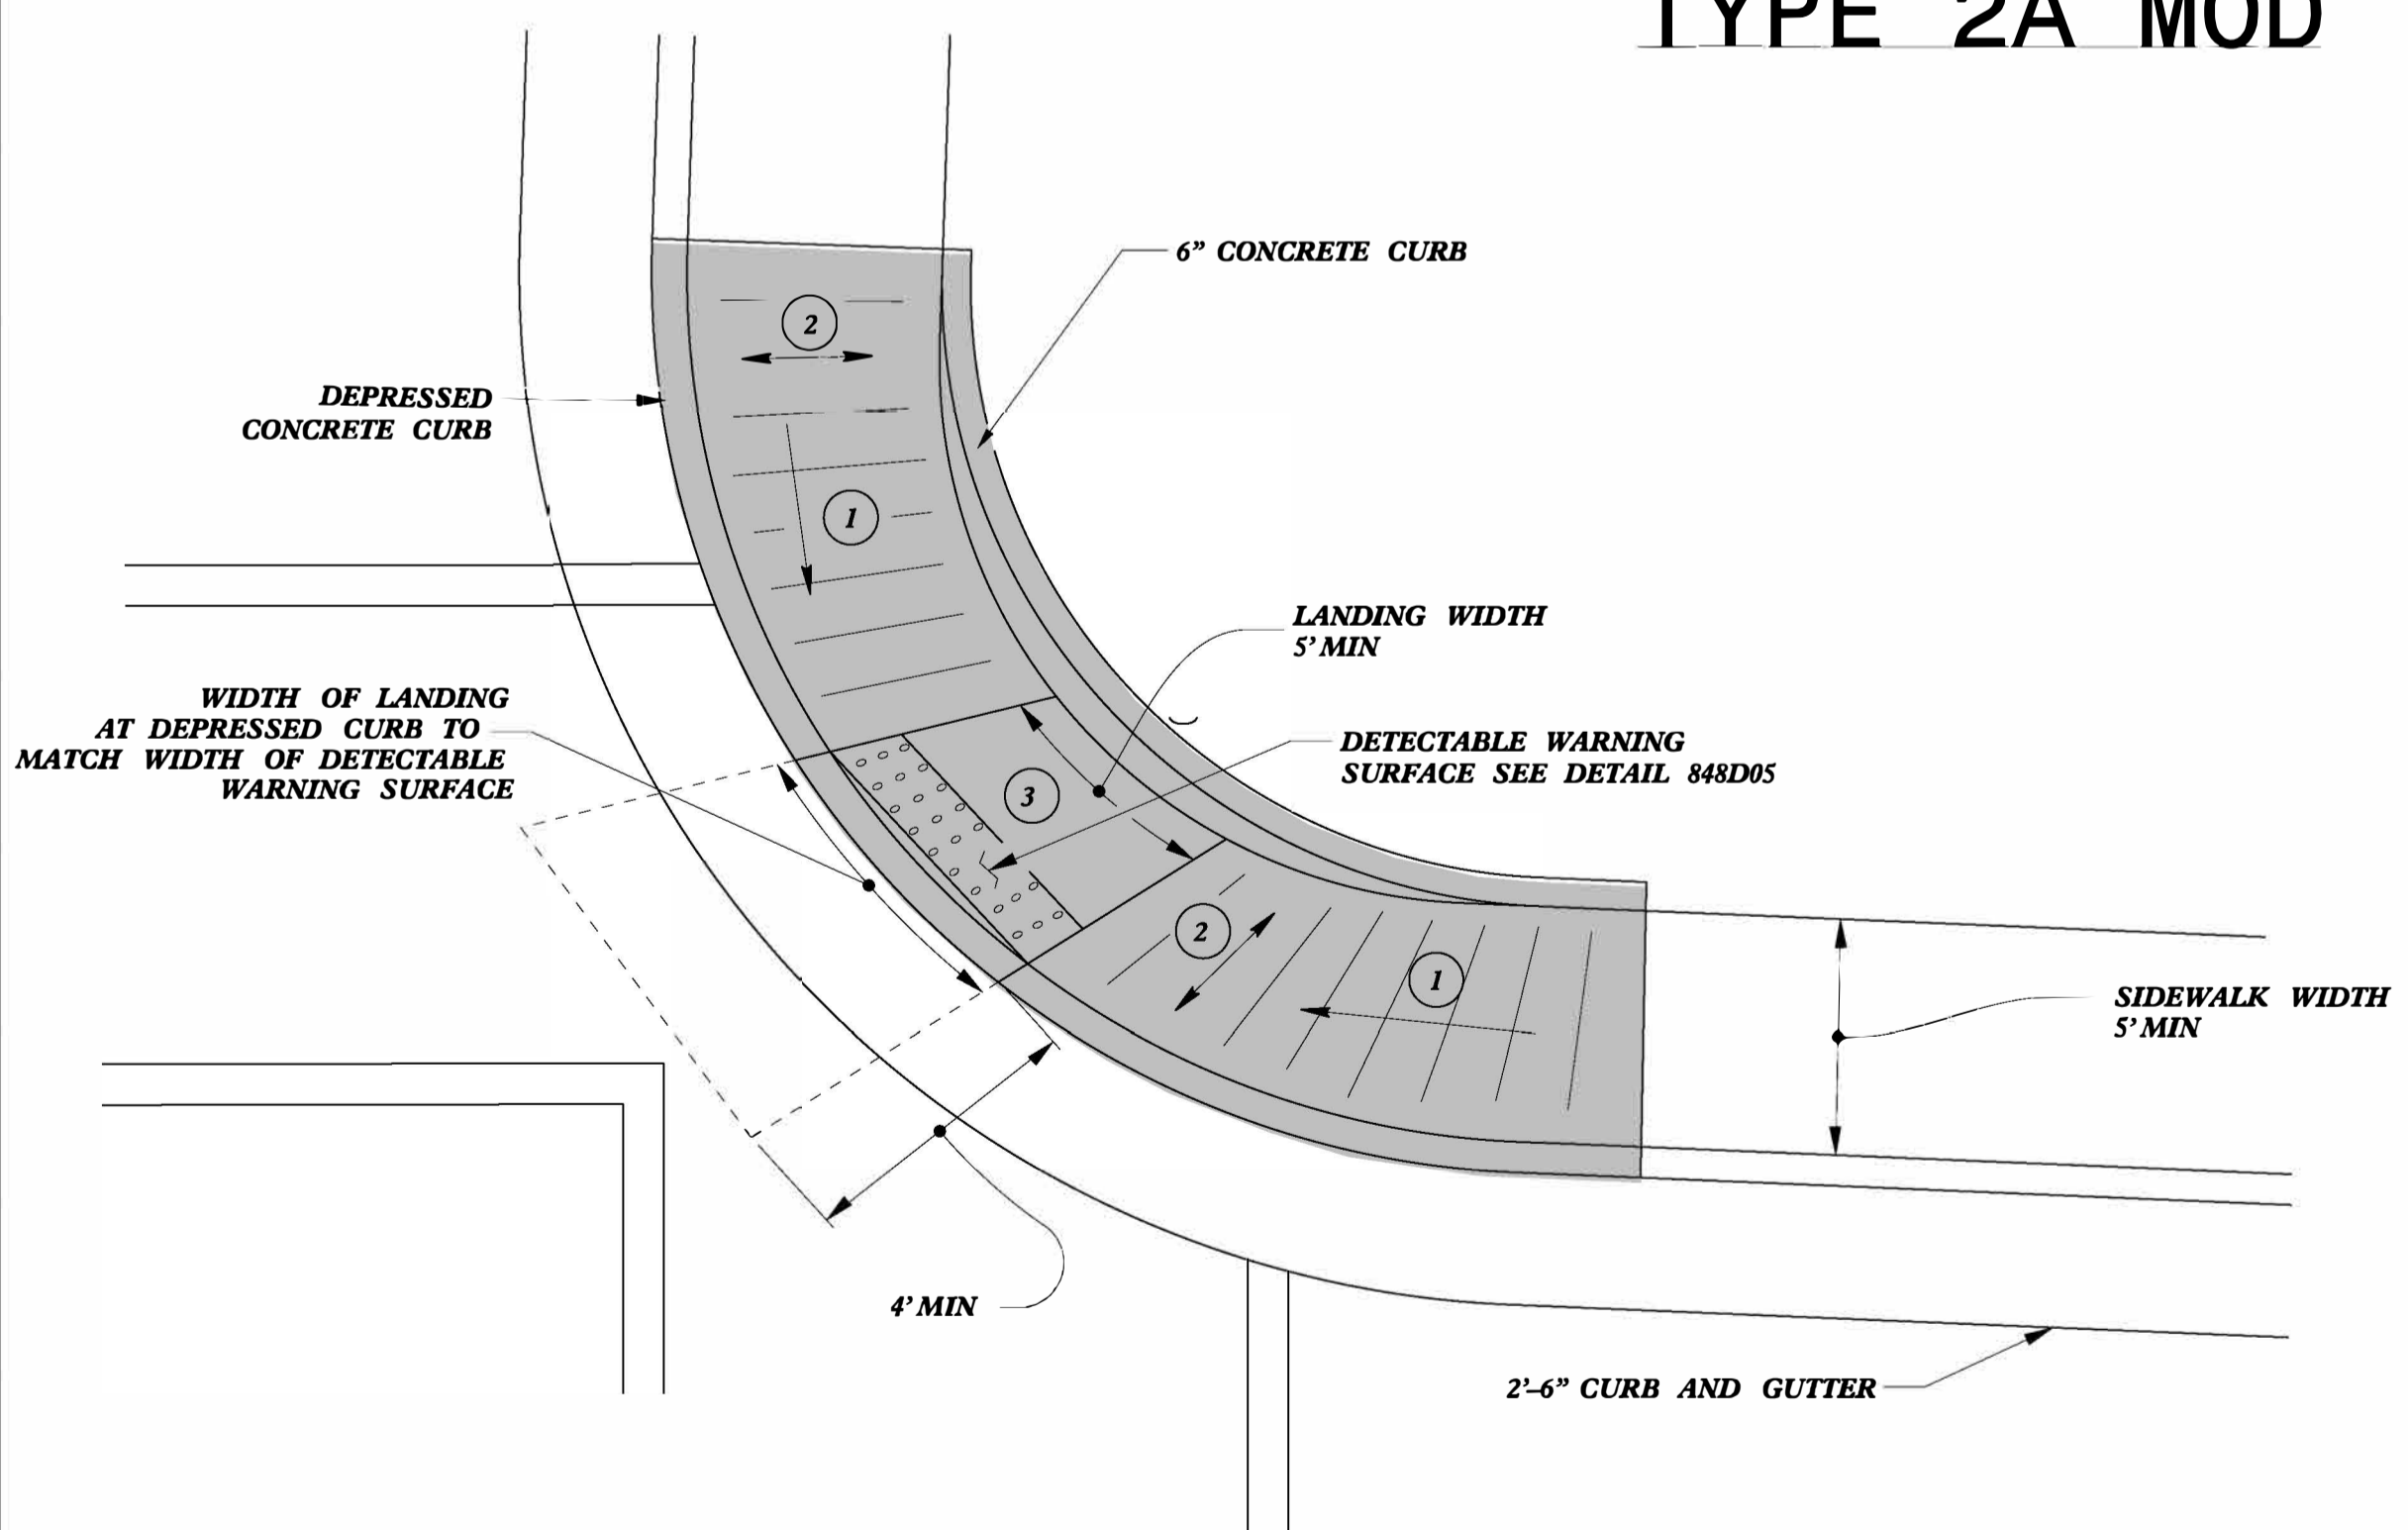 TYPE 2A MOD
6” CONCRETE CURB
2
DEPRESSED
CONCRETE CURB
1
LANDING WIDTH
5’ MIN
WIDTH OF LANDING
AT DEPRESSED CURB TO
MATCH WIDTH OF DETECTABLE
WARNING SURFACE
DETECTABLE WARNING
SURFACE SEE DETAIL 848D05
3
2
1
SIDEWALK WIDTH
5’ MIN
4’ MIN
2’–6” CURB AND GUTTER